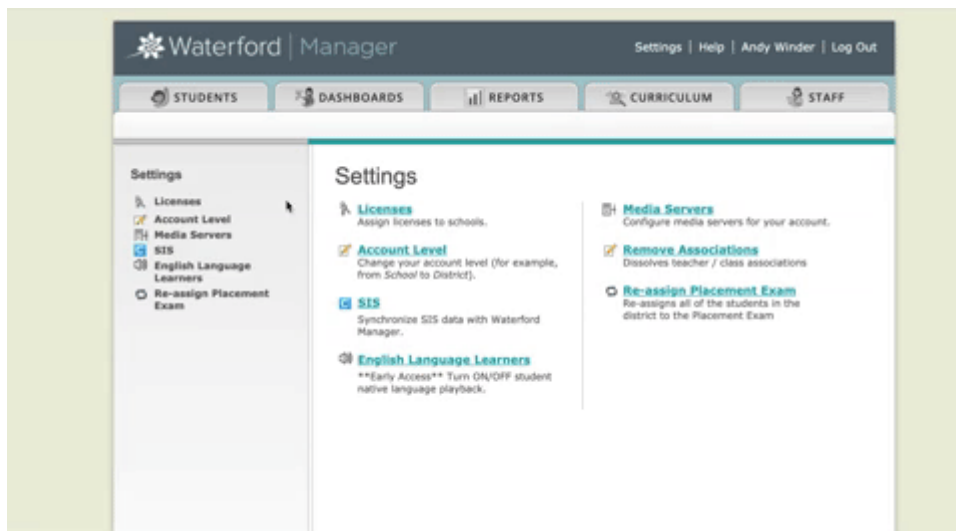 Waterford | Manager
Settings | Help | Andy Winder | Log Out
STUDENTS
DASHBOARDS
REPORTS
CURRICULUM
STAFF
Settings
Licenses
Account Level
Media Servers
SIS
English Language
Learners
Re-assign Placement
Exam
Settings
Licenses
Assign licenses to schools.
Account Level
Change your account level (for example,
from School to District).
SIS
Synchronize SIS data with Waterford
Manager.
English Language Learners
**Early Access** Turn ON/OFF student
native language playback.
Media Servers
Configure media servers for your account.
Remove Associations
Dissolves teacher / class associations
Re-assign Placement Exam
Re-assigns all of the students in the
district to the Placement Exam